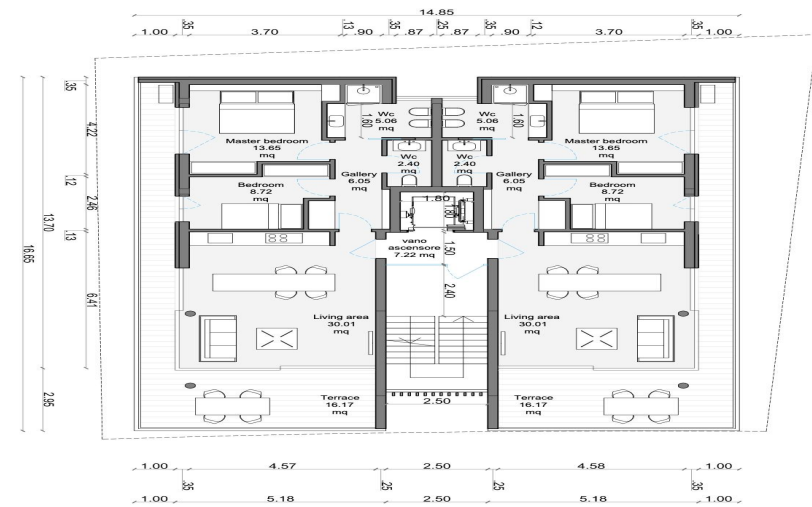 14.85
1.00 .35 3.70 .13 .90 .35 .87 .25 .87 .35 .90 .12 3.70 .35 1.00
.35
4.22
.12
2.46
.13
6.41
13.70
2.95
16.65
Wc
5.06
mq
1.60
Wc
5.06
mq
1.60
Master bedroom
13.65
mq
Master bedroom
13.65
mq
Wc
2.40
mq
Wc
2.40
mq
Gallery
6.05
mq
Gallery
6.05
mq
Bedroom
8.72
mq
Bedroom
8.72
mq
1.80
1.80
vano
ascensore
7.22 mq
1.50
2.40
Living area
30.01
mq
Living area
30.01
mq
Terrace
16.17
mq
Terrace
16.17
mq
2.50
1.00 .35 4.57 .25 2.50 .25 4.58 .35 1.00
1.00 5.18 2.50 5.18 1.00